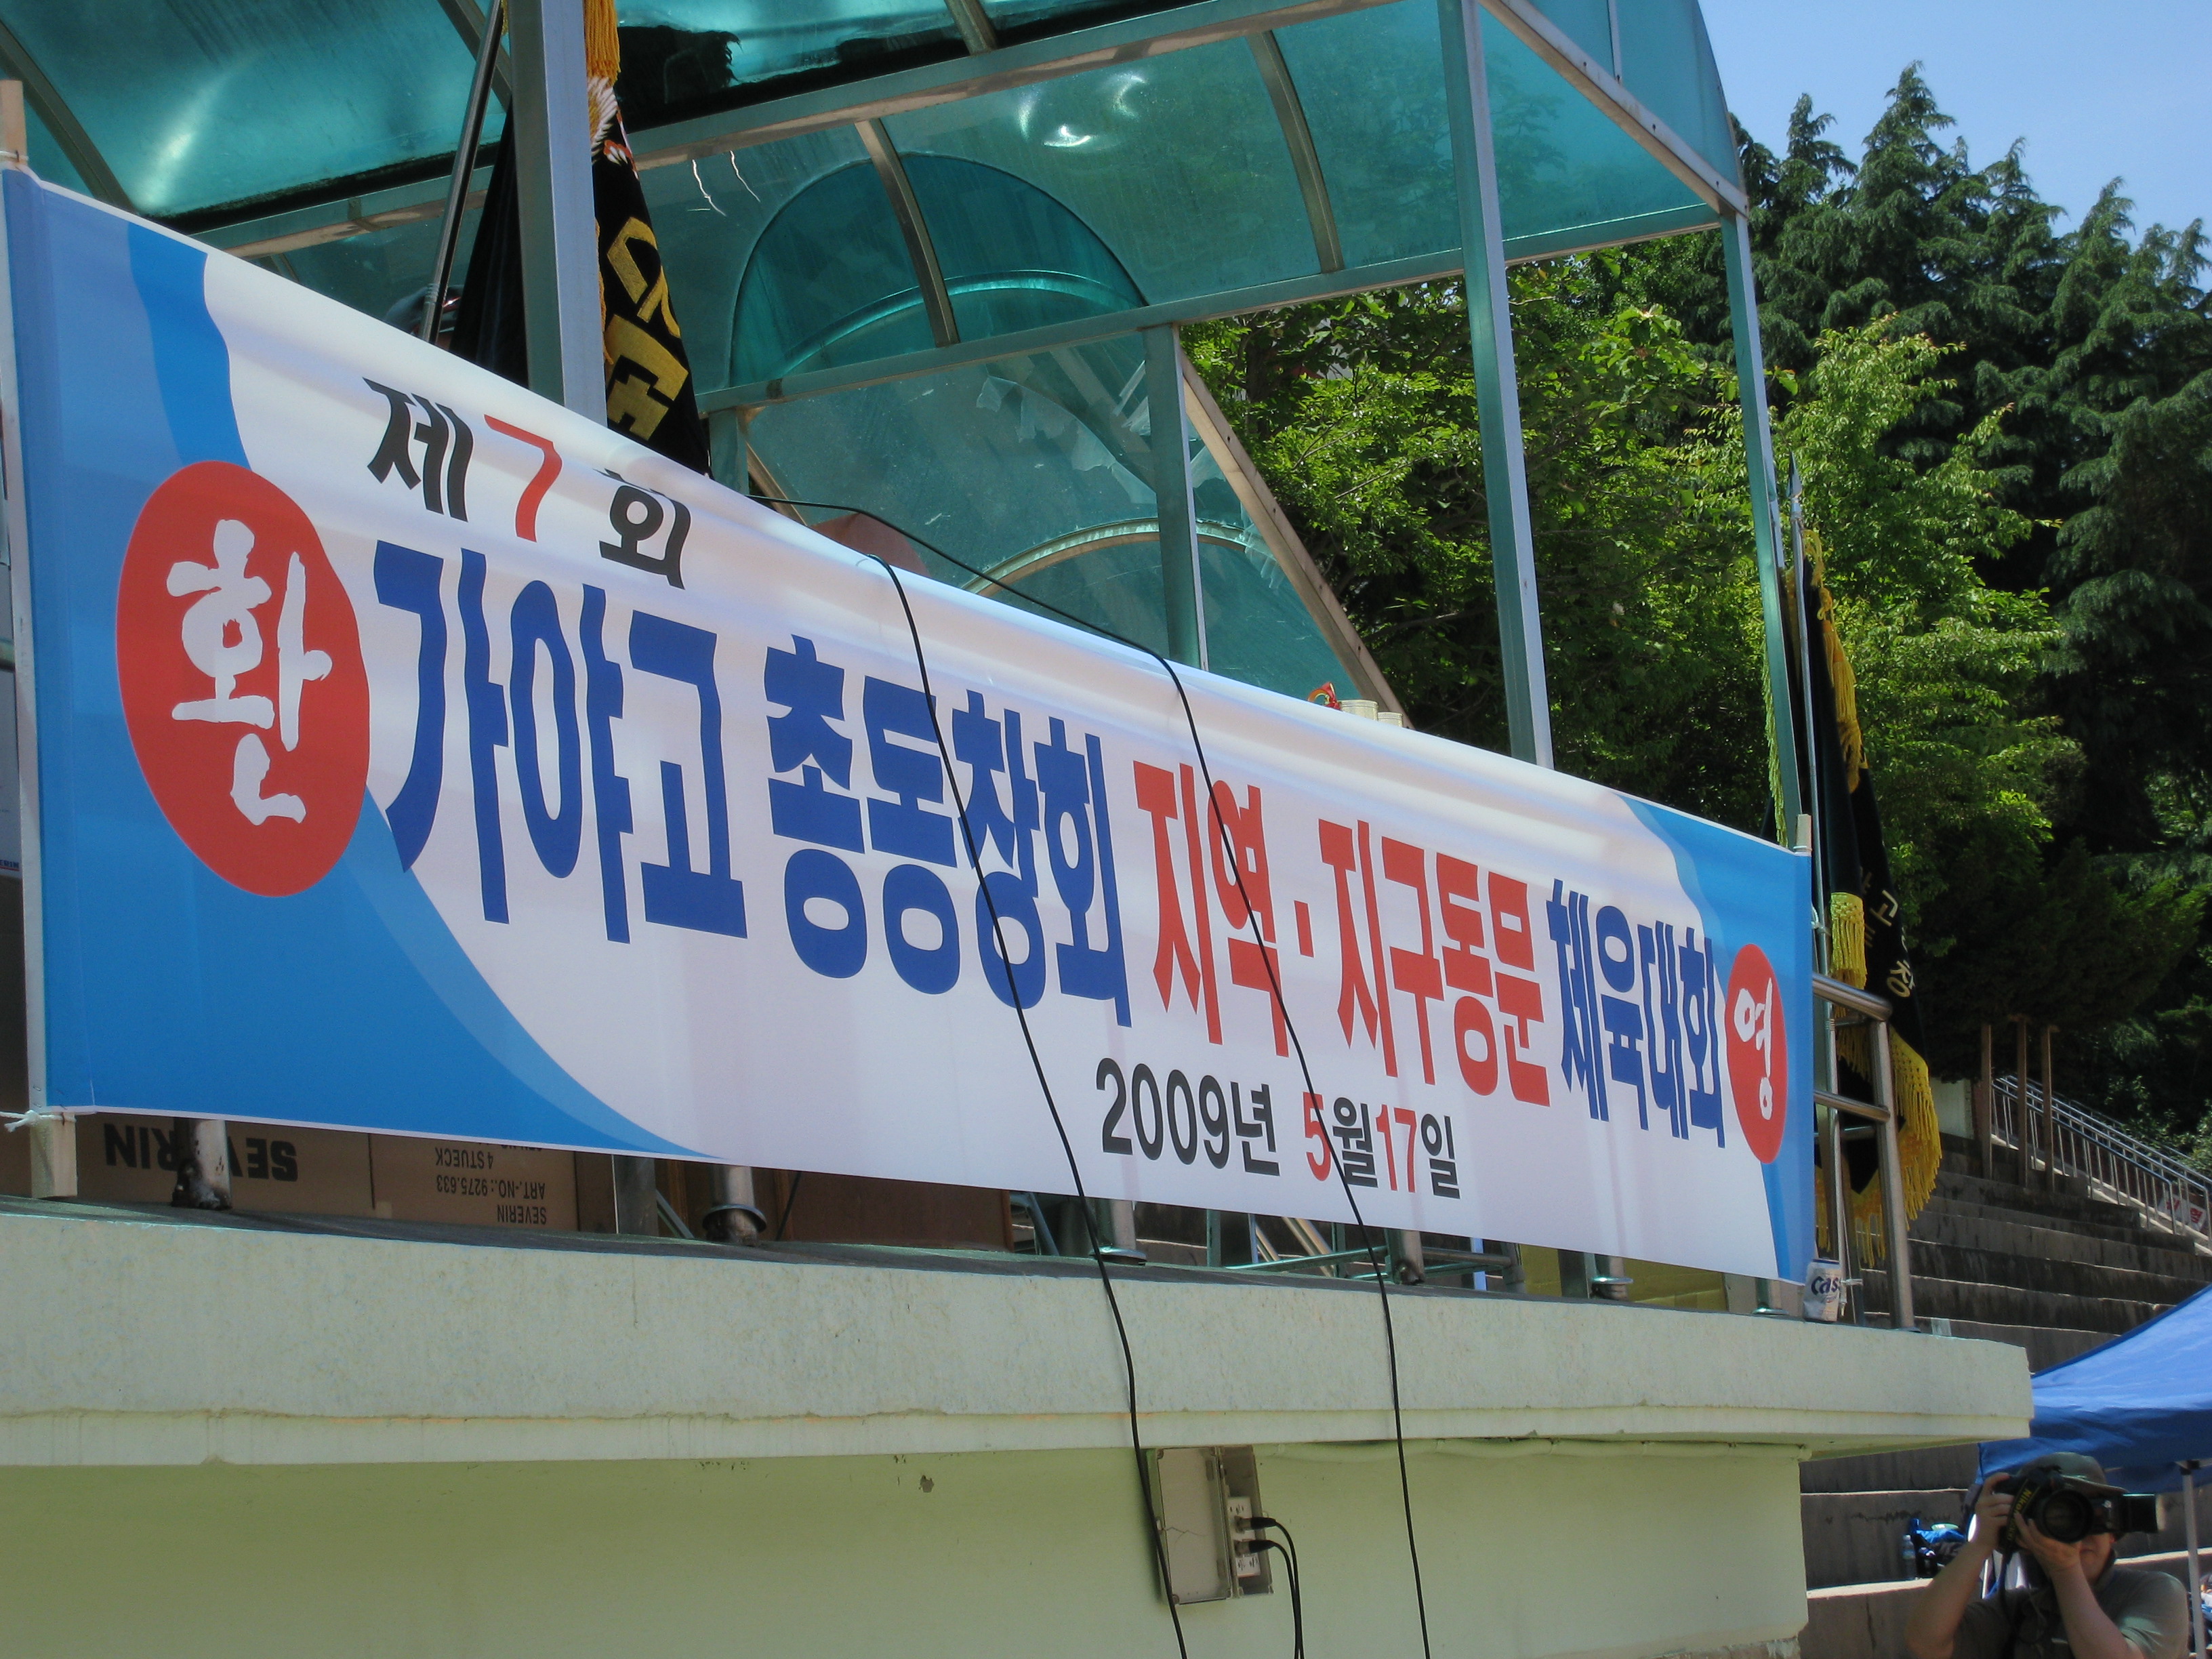 제7회
환 가야고 총동창회 지역·지구동문 체육대회 영
2009년 5월17일
SEVERIN
4 STUECK
ART.-NO.: 9275.633
SEVERIN
Cass